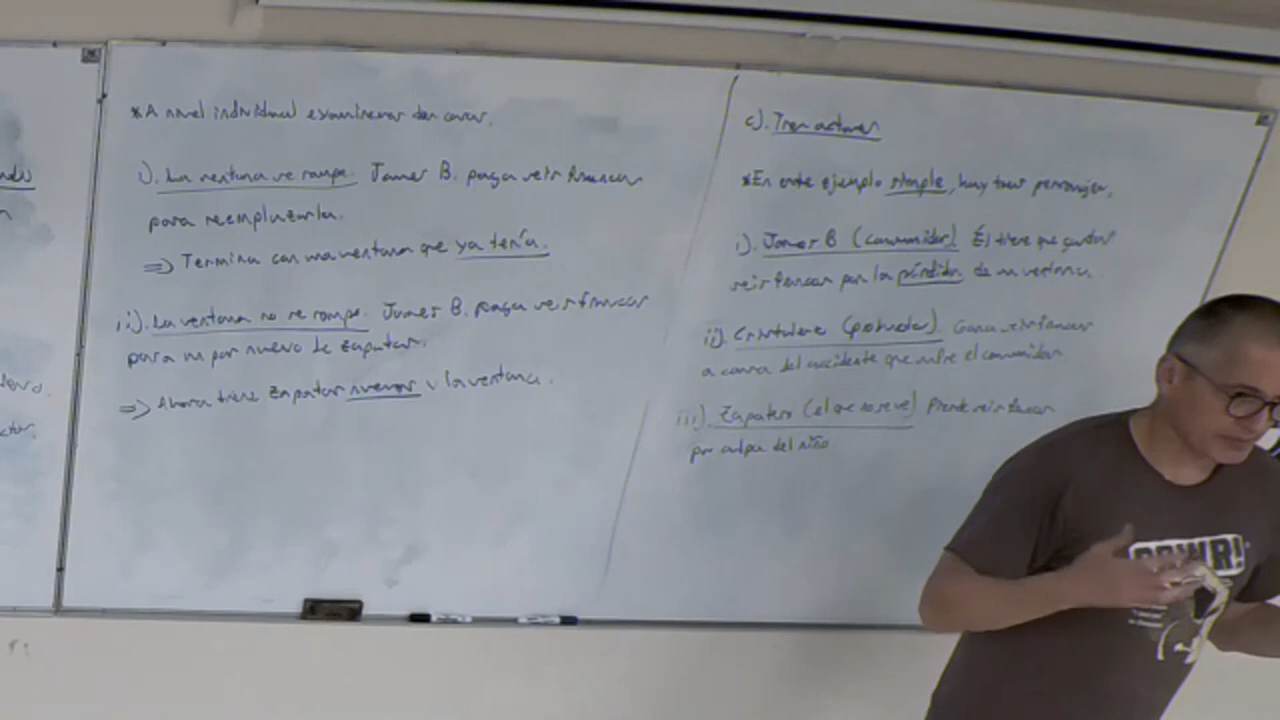 * A nivel individual examinamos dos casos.
i). La ventana se rompe. James B. paga seis francos
para reemplazarla.
=> Termina con una ventana que ya tenía.
ii). La ventana no se rompe. James B. paga seis francos
para un par nuevo de zapatos.
=> Ahora tiene zapatos nuevos y la ventana.
c). Tres actores
* En este ejemplo simple, hay tres personajes.
i). James B (consumidor) Él tiene que gastar
seis francos por la pérdida de su ventana.
ii). Cristalero (productor). Gana seis francos
a causa del accidente que sufre el consumidor
iii). Zapatero (el que no se ve) Pierde seis francos
por culpa del niño